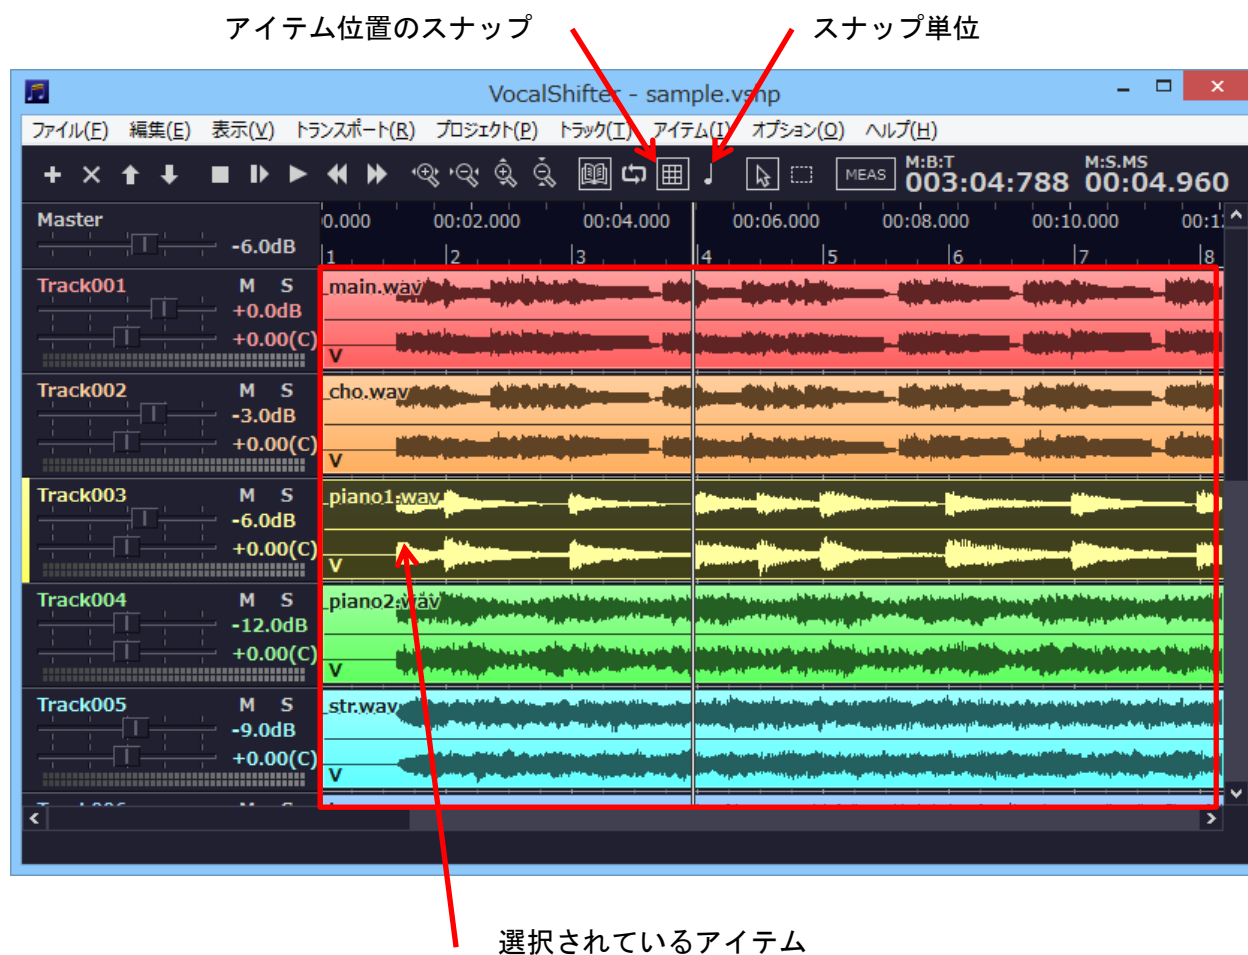 アイテム位置のスナップ スナップ単位
VocalShifter - sample.vshp
ファイル(F) 編集(E) 表示(V) トランスポート(R) プロジェクト(P) トラック(T) アイテム(I) オプション(O) ヘルプ(H)
MEAS M:B:T 003:04:788 M:S.MS 00:04.960
Master -6.0dB
0.000 00:02.000 00:04.000 00:06.000 00:08.000 00:10.000 00:1
1 2 3 4 5 6 7 8
Track001 M S
+0.0dB
+0.00(C)
_main.wav
V
Track002 M S
-3.0dB
+0.00(C)
_cho.wav
V
Track003 M S
-6.0dB
+0.00(C)
_piano1.wav
V
Track004 M S
-12.0dB
+0.00(C)
_piano2.wav
V
Track005 M S
-9.0dB
+0.00(C)
_str.wav
V
選択されているアイテム